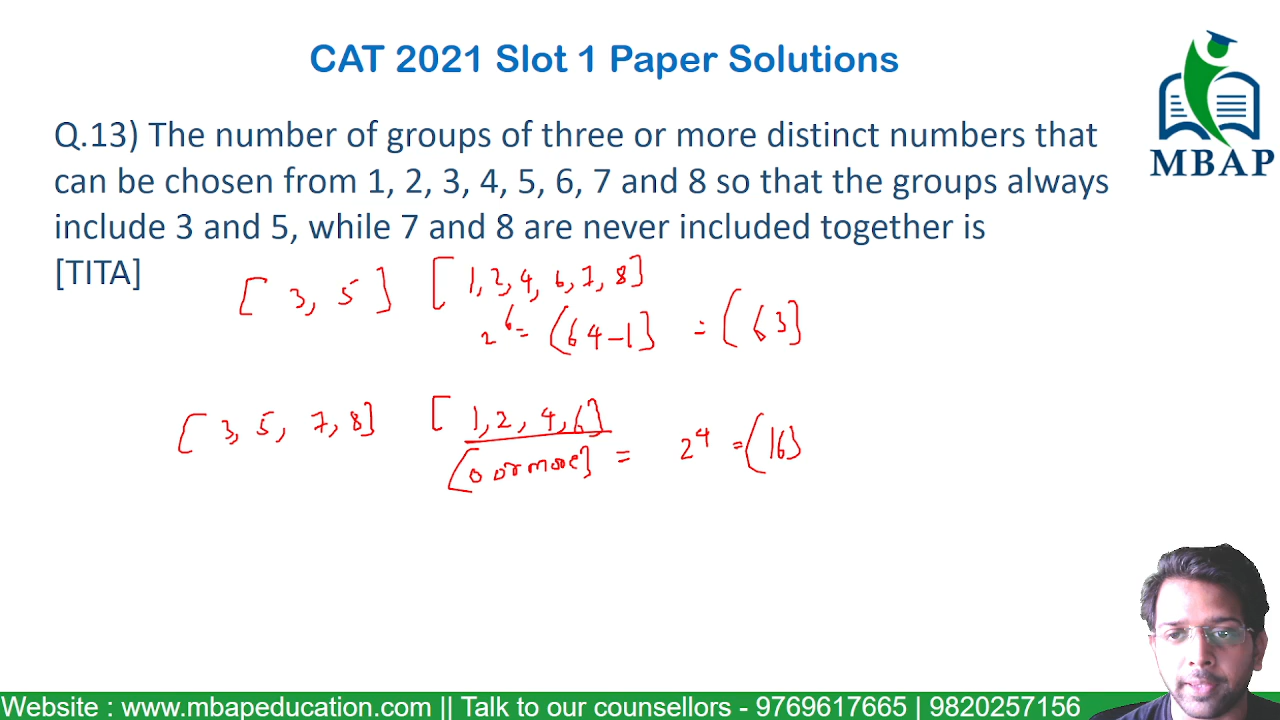 CAT 2021 Slot 1 Paper Solutions
MBAP
Q.13) The number of groups of three or more distinct numbers that
can be chosen from 1, 2, 3, 4, 5, 6, 7 and 8 so that the groups always
include 3 and 5, while 7 and 8 are never included together is
[TITA]
[ 3, 5 ] [ 1, 2, 4, 6, 7, 8 ]
2^6 = (64-1] = (63]
[ 3, 5, 7, 8 ] [ 1, 2, 4, 6 ]
[0 or more] = 2^4 = (16)
Website : www.mbapeducation.com || Talk to our counsellors - 9769617665 | 9820257156